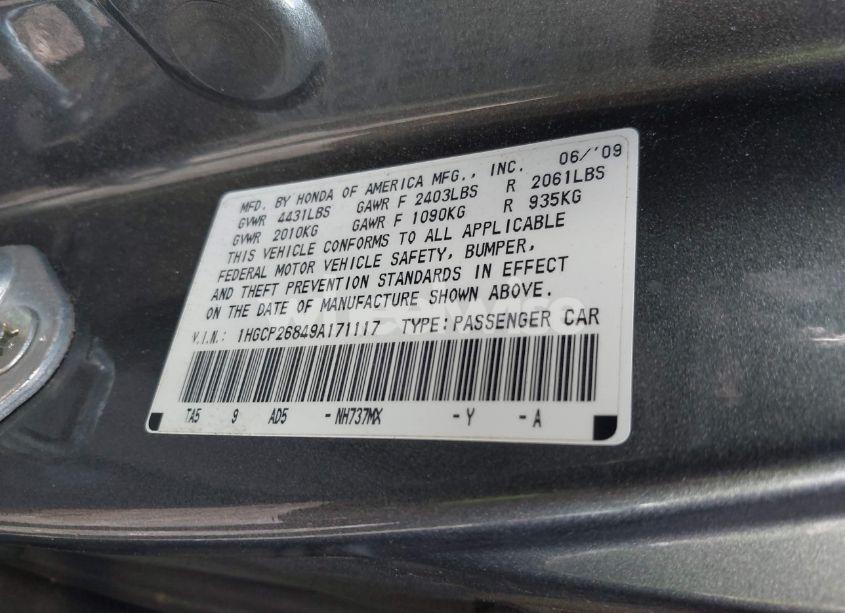 MFD. BY HONDA OF AMERICA MFG., INC. 06/'09
GVWR 4431LBS GAWR F 2403LBS R 2061LBS
GVWR 2010KG GAWR F 1090KG R 935KG
THIS VEHICLE CONFORMS TO ALL APPLICABLE
FEDERAL MOTOR VEHICLE SAFETY, BUMPER,
AND THEFT PREVENTION STANDARDS IN EFFECT
ON THE DATE OF MANUFACTURE SHOWN ABOVE.
V.I.N.: 1HGCP26849A171117 TYPE: PASSENGER CAR
TA5 9 AD5 -NH737MX -Y -A